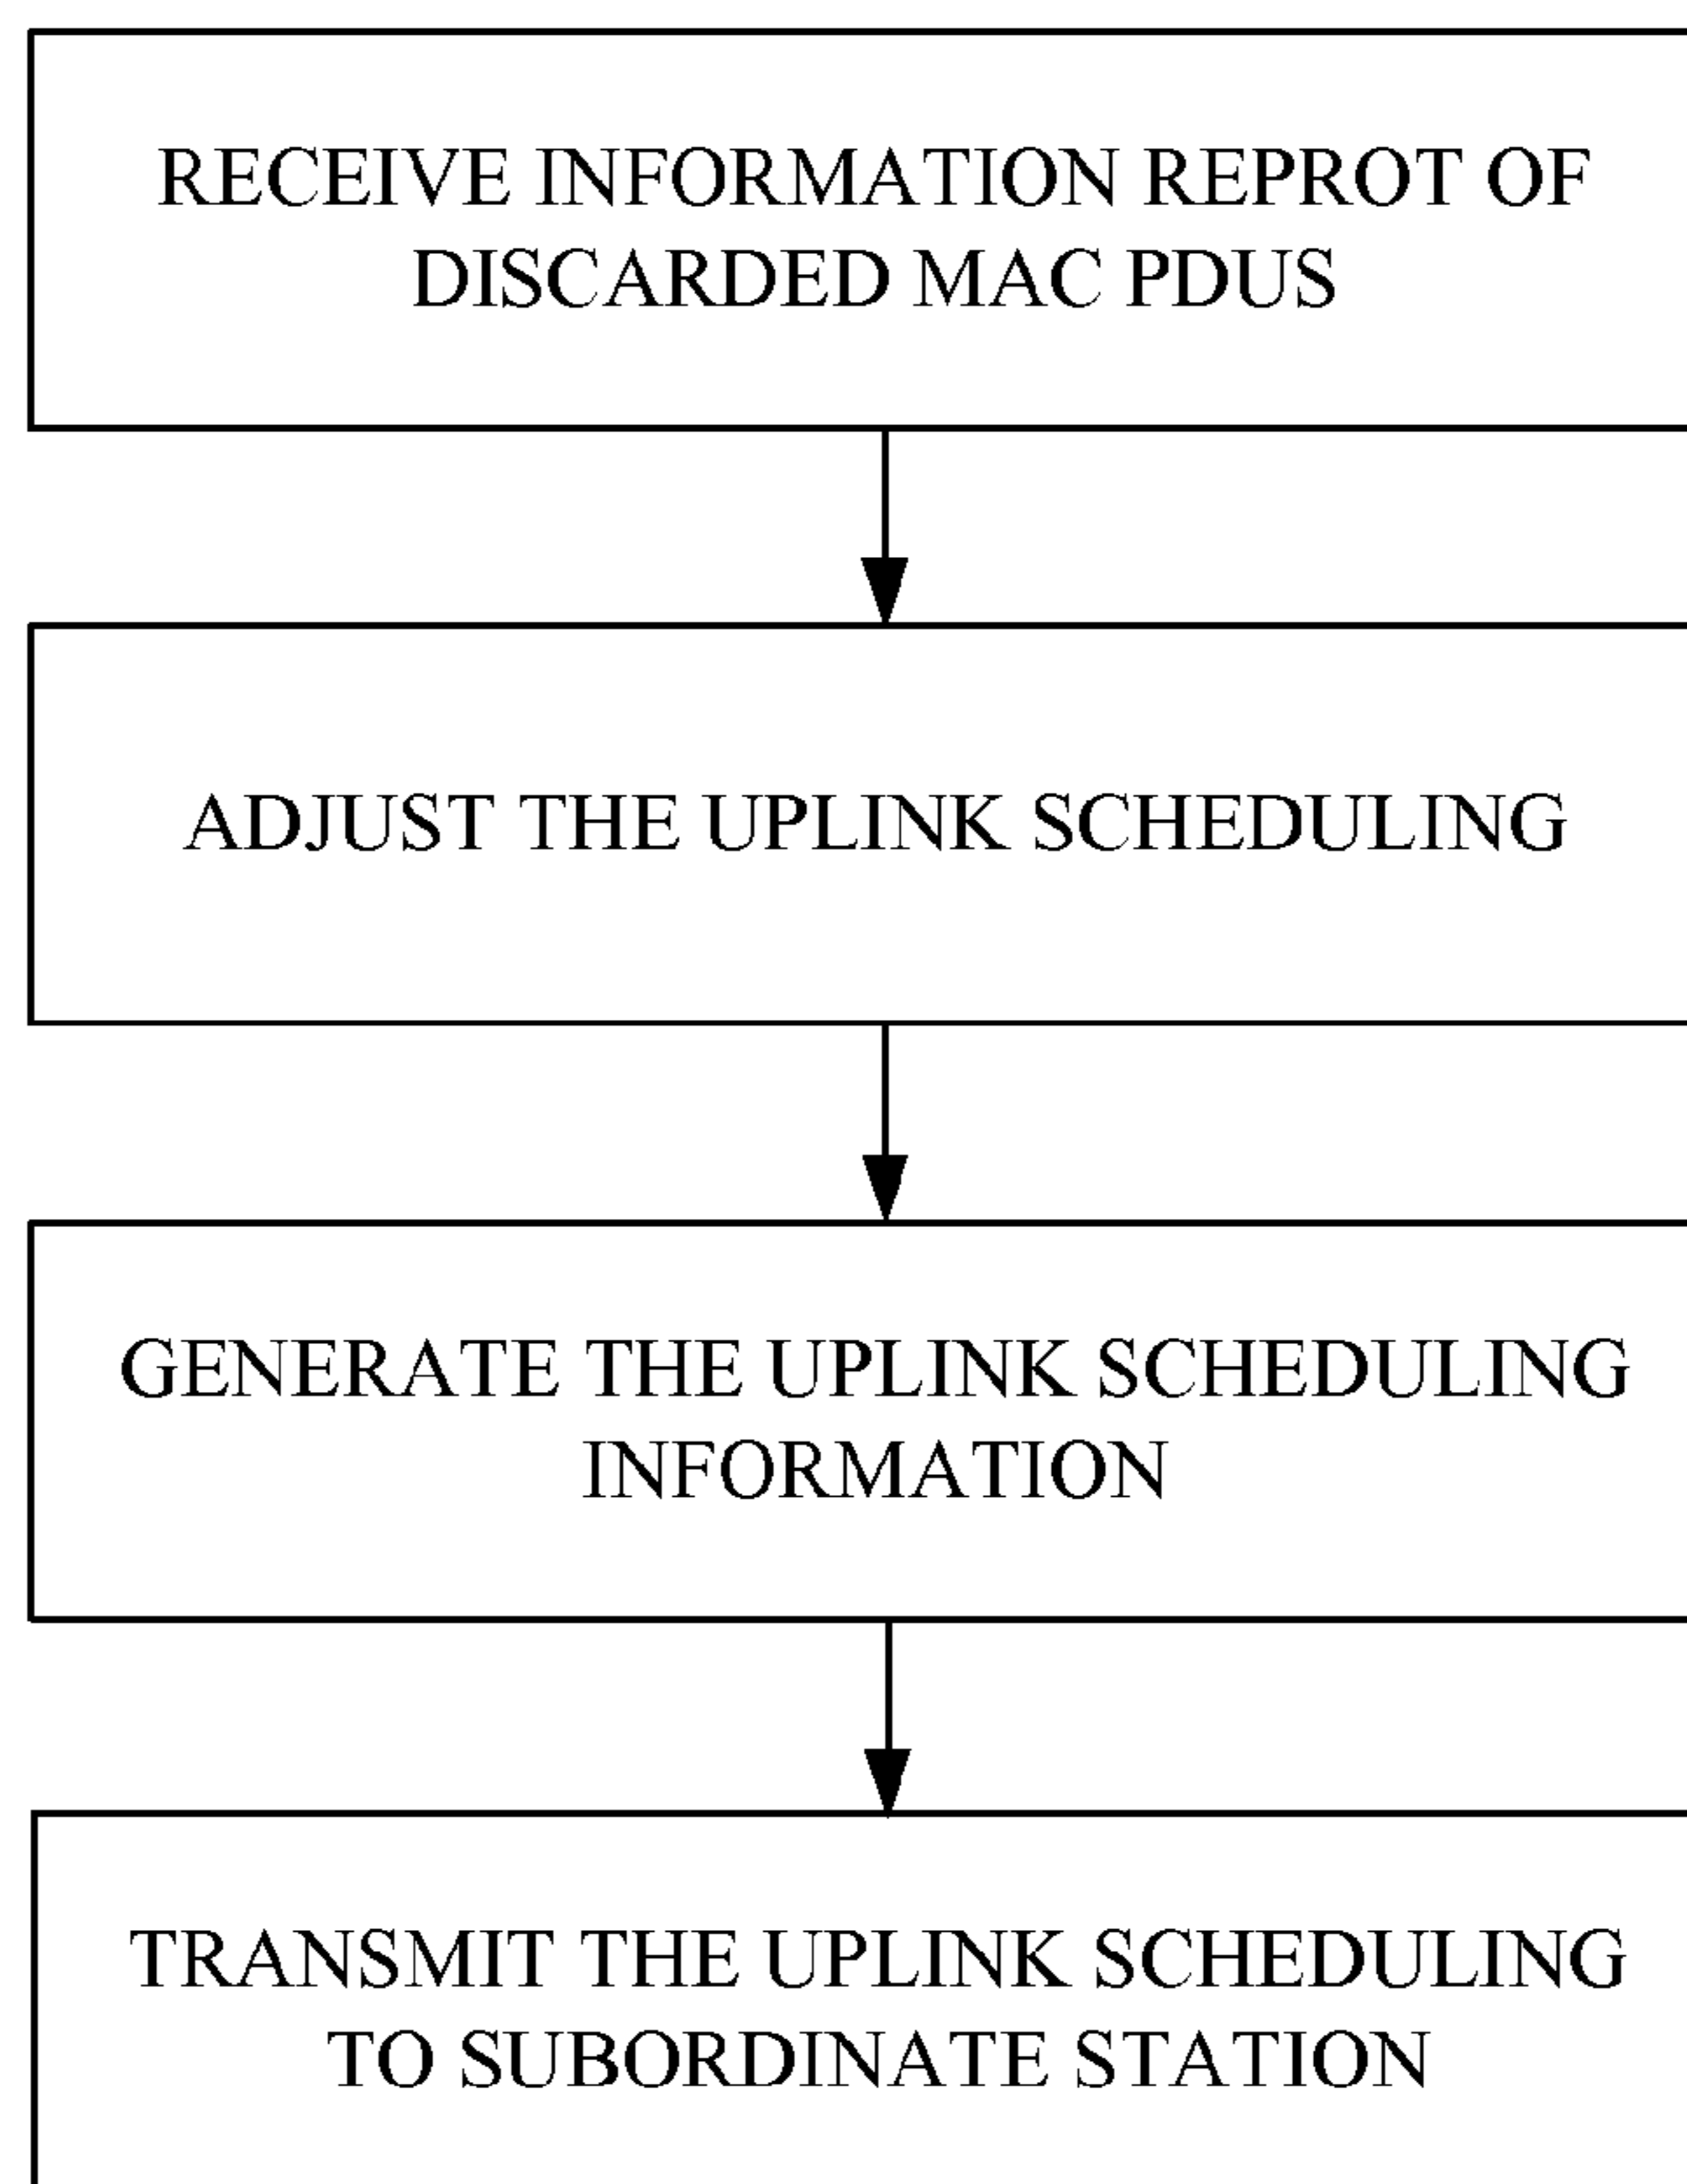 RECEIVE INFORMATION REPROT OF
DISCARDED MAC PDUS
ADJUST THE UPLINK SCHEDULING
GENERATE THE UPLINK SCHEDULING
INFORMATION
TRANSMIT THE UPLINK SCHEDULING
TO SUBORDINATE STATION